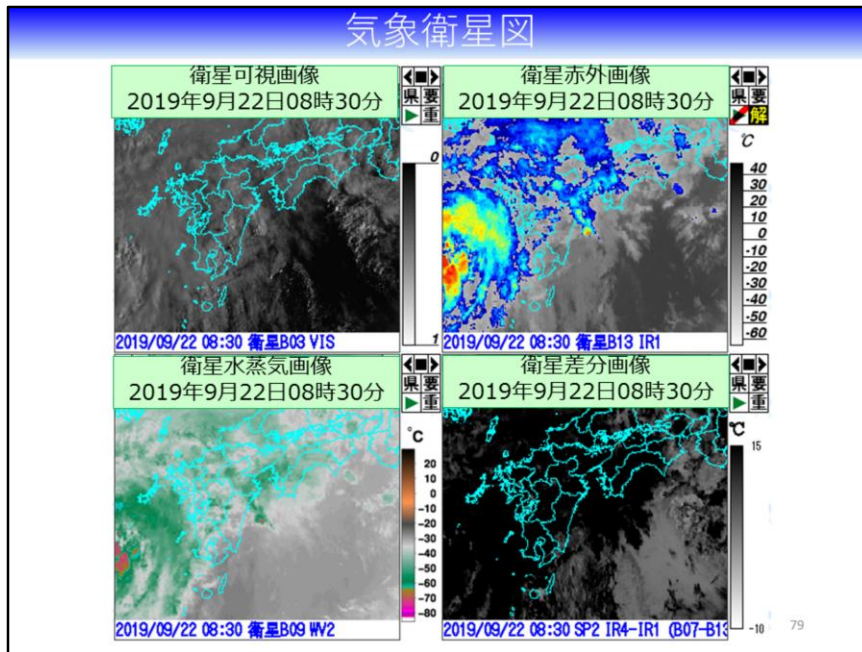 気象衛星図
衛星可視画像
2019年9月22日08時30分
県 要
重
0
1
2019/09/22 08:30 衛星B03 VIS
衛星赤外画像
2019年9月22日08時30分
県 要
解
℃
40
30
20
10
0
-10
-20
-30
-40
-50
-60
2019/09/22 08:30 衛星B13 IR1
衛星水蒸気画像
2019年9月22日08時30分
県 要
重
°C
20
10
0
-10
-20
-30
-40
-50
-60
-70
-80
2019/09/22 08:30 衛星B09 WV2
衛星差分画像
2019年9月22日08時30分
県 要
重
℃
15
-10
2019/09/22 08:30 SP2 IR4-IR1 (B07-B13
79